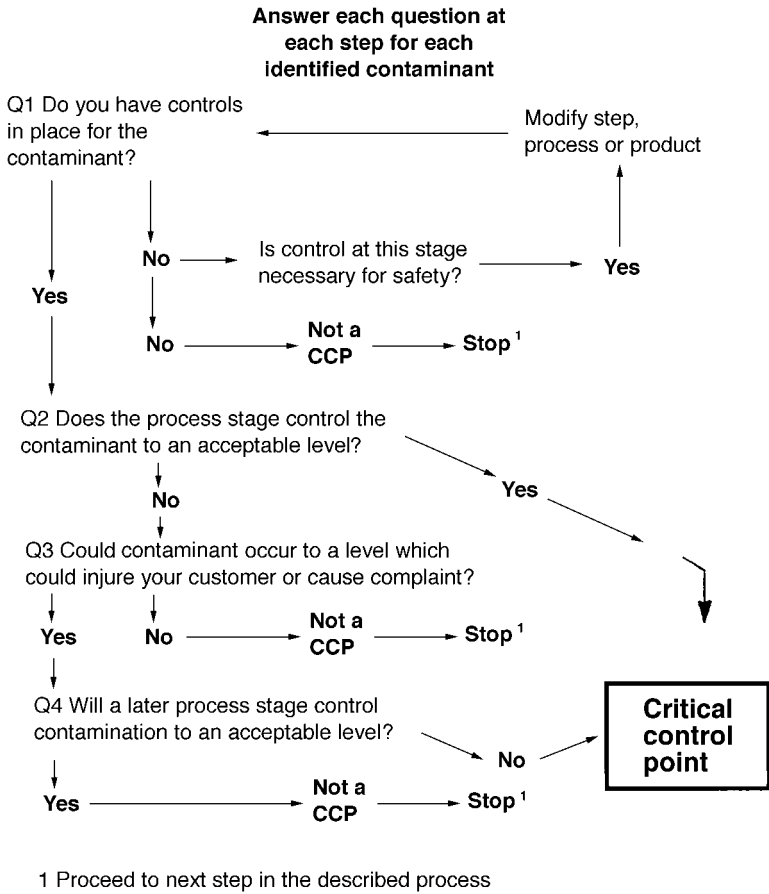 Answer each question at
each step for each
identified contaminant
Q1 Do you have controls
in place for the
contaminant?
Modify step,
process or product
No
Is control at this stage
necessary for safety?
Yes
Yes
No
Not a
CCP
Stop 1
Q2 Does the process stage control the
contaminant to an acceptable level?
Yes
No
Q3 Could contaminant occur to a level which
could injure your customer or cause complaint?
Yes
No
Not a
CCP
Stop 1
Q4 Will a later process stage control
contamination to an acceptable level?
No
Critical
control
point
Yes
Not a
CCP
Stop 1
1 Proceed to next step in the described process